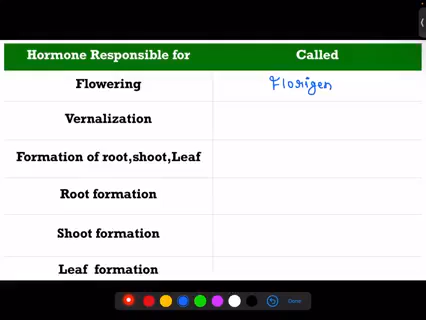 Hormone Responsible for Called
Flowering Florigen
Vernalization
Formation of root,shoot,Leaf
Root formation
Shoot formation
Leaf formation
Done